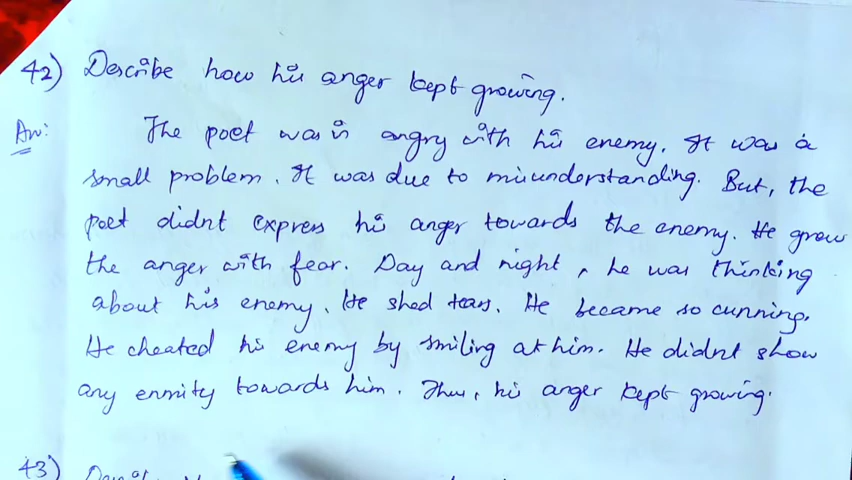 42) Describe how his anger kept growing.
Ans: The poet was in angry with his enemy. It was a
small problem. It was due to misunderstanding. But, the
poet didnt express his anger towards the enemy. He grew
the anger with fear. Day and night, he was thinking
about his enemy. He shed tears. He became so cunning.
He cheated his enemy by smiling at him. He didnt show
any enmity towards him. Thus, his anger kept growing.
43)